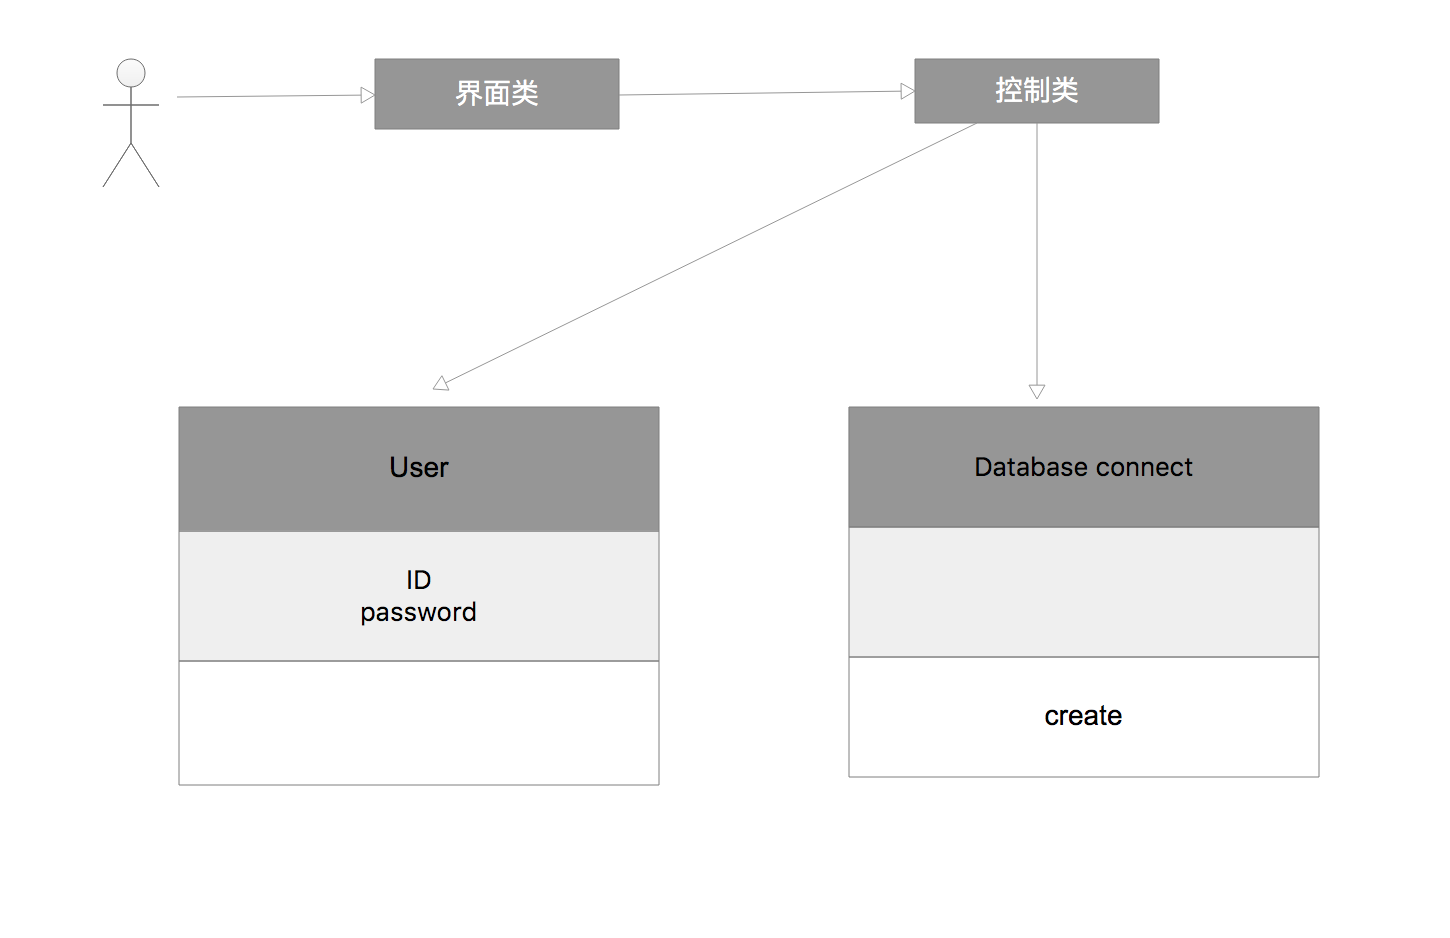 界面类
控制类
User
Database connect
ID
password
create